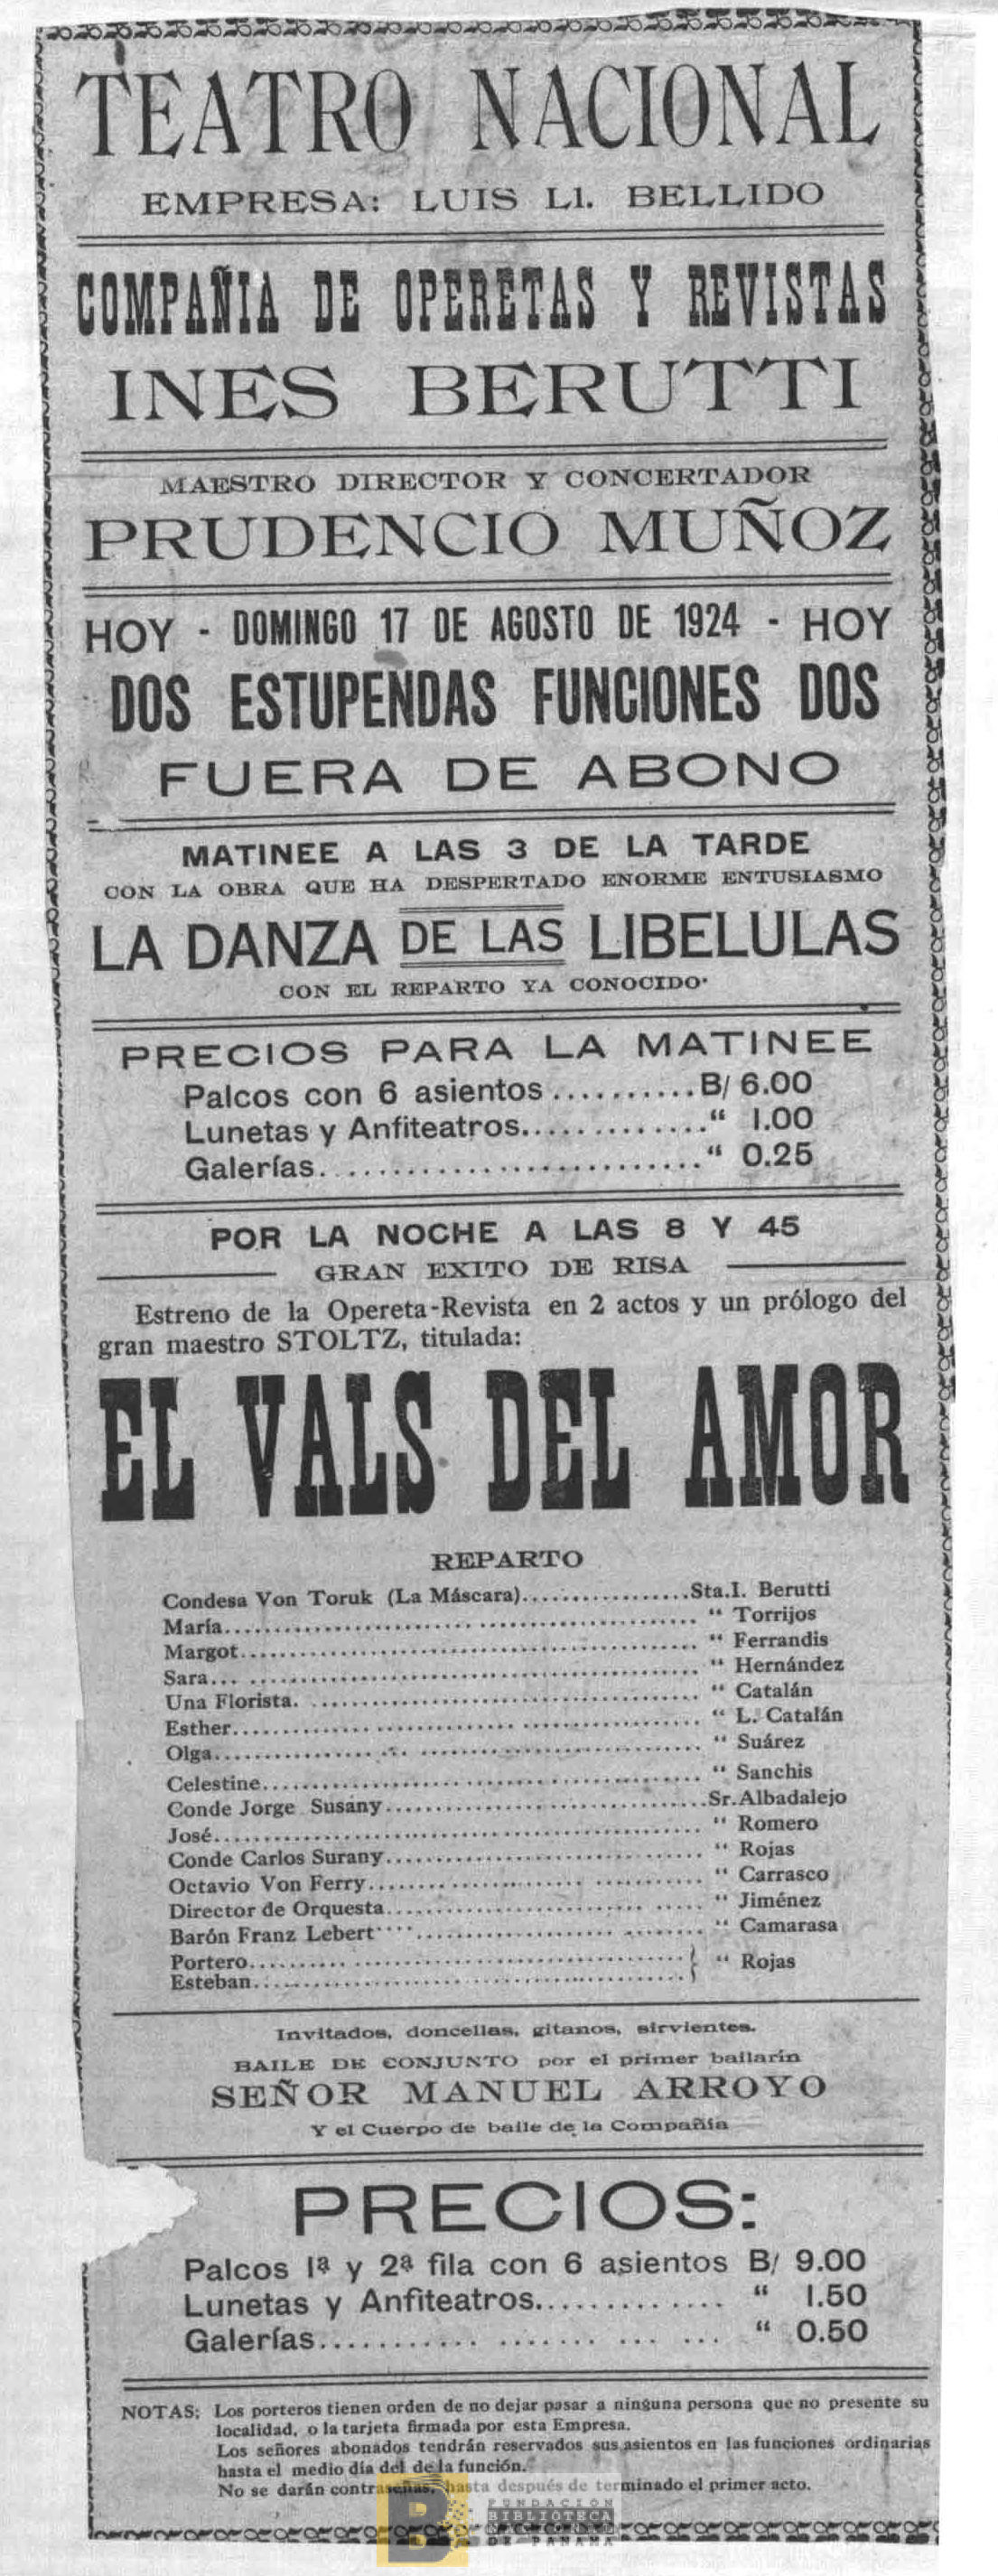 TEATRO NACIONAL
EMPRESA: LUIS Ll. BELLIDO
COMPAÑIA DE OPERETAS Y REVISTAS
INES BERUTTI
MAESTRO DIRECTOR Y CONCERTADOR
PRUDENCIO MUÑOZ
HOY - DOMINGO 17 DE AGOSTO DE 1924 - HOY
DOS ESTUPENDAS FUNCIONES DOS
FUERA DE ABONO
MATINEE A LAS 3 DE LA TARDE
CON LA OBRA QUE HA DESPERTADO ENORME ENTUSIASMO
LA DANZA DE LAS LIBELULAS
CON EL REPARTO YA CONOCIDO·
PRECIOS PARA LA MATINEE
Palcos con 6 asientos..........B/ 6.00
Lunetas y Anfiteatros............." 1.00
Galerías..........................." 0.25
POR LA NOCHE A LAS 8 Y 45
GRAN EXITO DE RISA
Estreno de la Opereta-Revista en 2 actos y un prólogo del
gran maestro STOLTZ, titulada:
EL VALS DEL AMOR
REPARTO
Condesa Von Toruk (La Máscara)..................Sta.I. Berutti
María.................................................. " Torrijos
Margot................................................ " Ferrandis
Sara... ............................................... " Hernández
Una Florista. ......................................... " Catalán
Esther................................................. " L. Catalán
Olga................................................... " Suárez
Celestine.............................................. " Sanchis
Conde Jorge Susany..................................Sr.Albadalejo
José................................................... " Romero
Conde Carlos Surany................................ " Rojas
Octavio Von Ferry.................................. " Carrasco
Director de Orquesta............................... " Jiménez
Barón Franz Lebert.................................. " Camarasa
Portero............................................} " Rojas
Esteban............................................
Invitados, doncellas, gitanos, sirvientes.
BAILE DE CONJUNTO por el primer bailarín
SEÑOR MANUEL ARROYO
Y el Cuerpo de baile de la Compañía
PRECIOS:
Palcos 1ª y 2ª fila con 6 asientos B/ 9.00
Lunetas y Anfiteatros............. " 1.50
Galerías........... ....... ... ... " 0.50
NOTAS: Los porteros tienen orden de no dejar pasar a ninguna persona que no presente su
localidad, o la tarjeta firmada por esta Empresa.
Los señores abonados tendrán reservados sus asientos en las funciones ordinarias
hasta el medio día del de la función.
No se darán contraseñas, hasta después de terminado el primer acto.
B
FUNDACION
BIBLIOTECA
NACIONAL
DE PANAMA